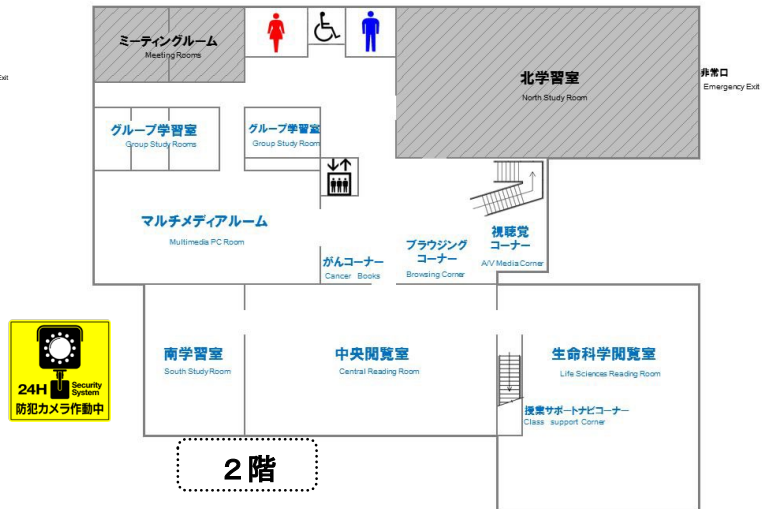 ミーティングルーム
Meeting Rooms
北学習室
North Study Room
非常口
Emergency Exit
Exit
グループ学習室
Group Study Rooms
グループ学習室
Group Study Room
マルチメディアルーム
Multimedia PC Room
がんコーナー
Cancer Books
ブラウジング
コーナー
Browsing Corner
視聴覚
コーナー
A/V Media Corner
南学習室
South Study Room
中央閲覧室
Central Reading Room
生命科学閲覧室
Life Sciences Reading Room
授業サポートナビコーナー
Class support Corner
24H
Security
System
防犯カメラ作動中
２階